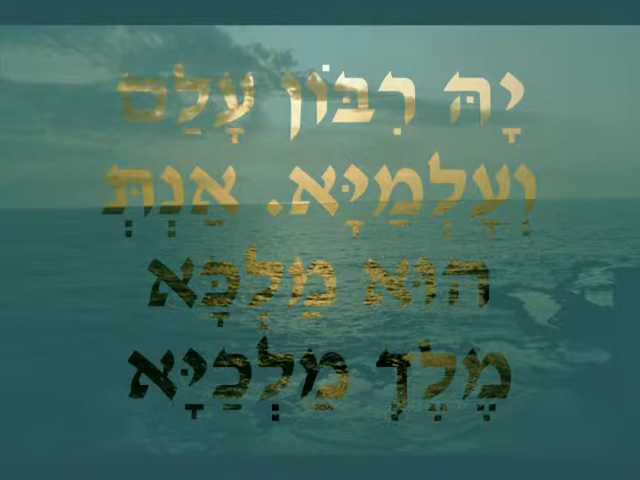 יָהּ רִבּוֹן עָלַם
וְעָלְמַיָּא. אַנְתְּ
הוּא מַלְכָּא
מֶלֶךְ מַלְכַיָּא